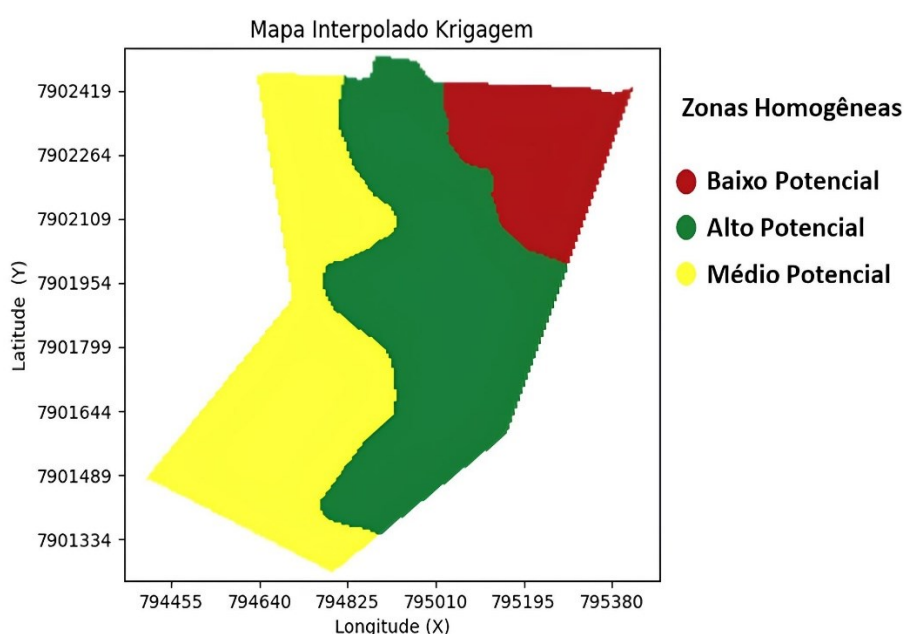 Mapa Interpolado Krigagem
7902419
7902264
7902109
7901954
7901799
7901644
7901489
7901334
Latitude (Y)
794455 794640 794825 795010 795195 795380
Longitude (X)
Zonas Homogêneas
Baixo Potencial
Alto Potencial
Médio Potencial